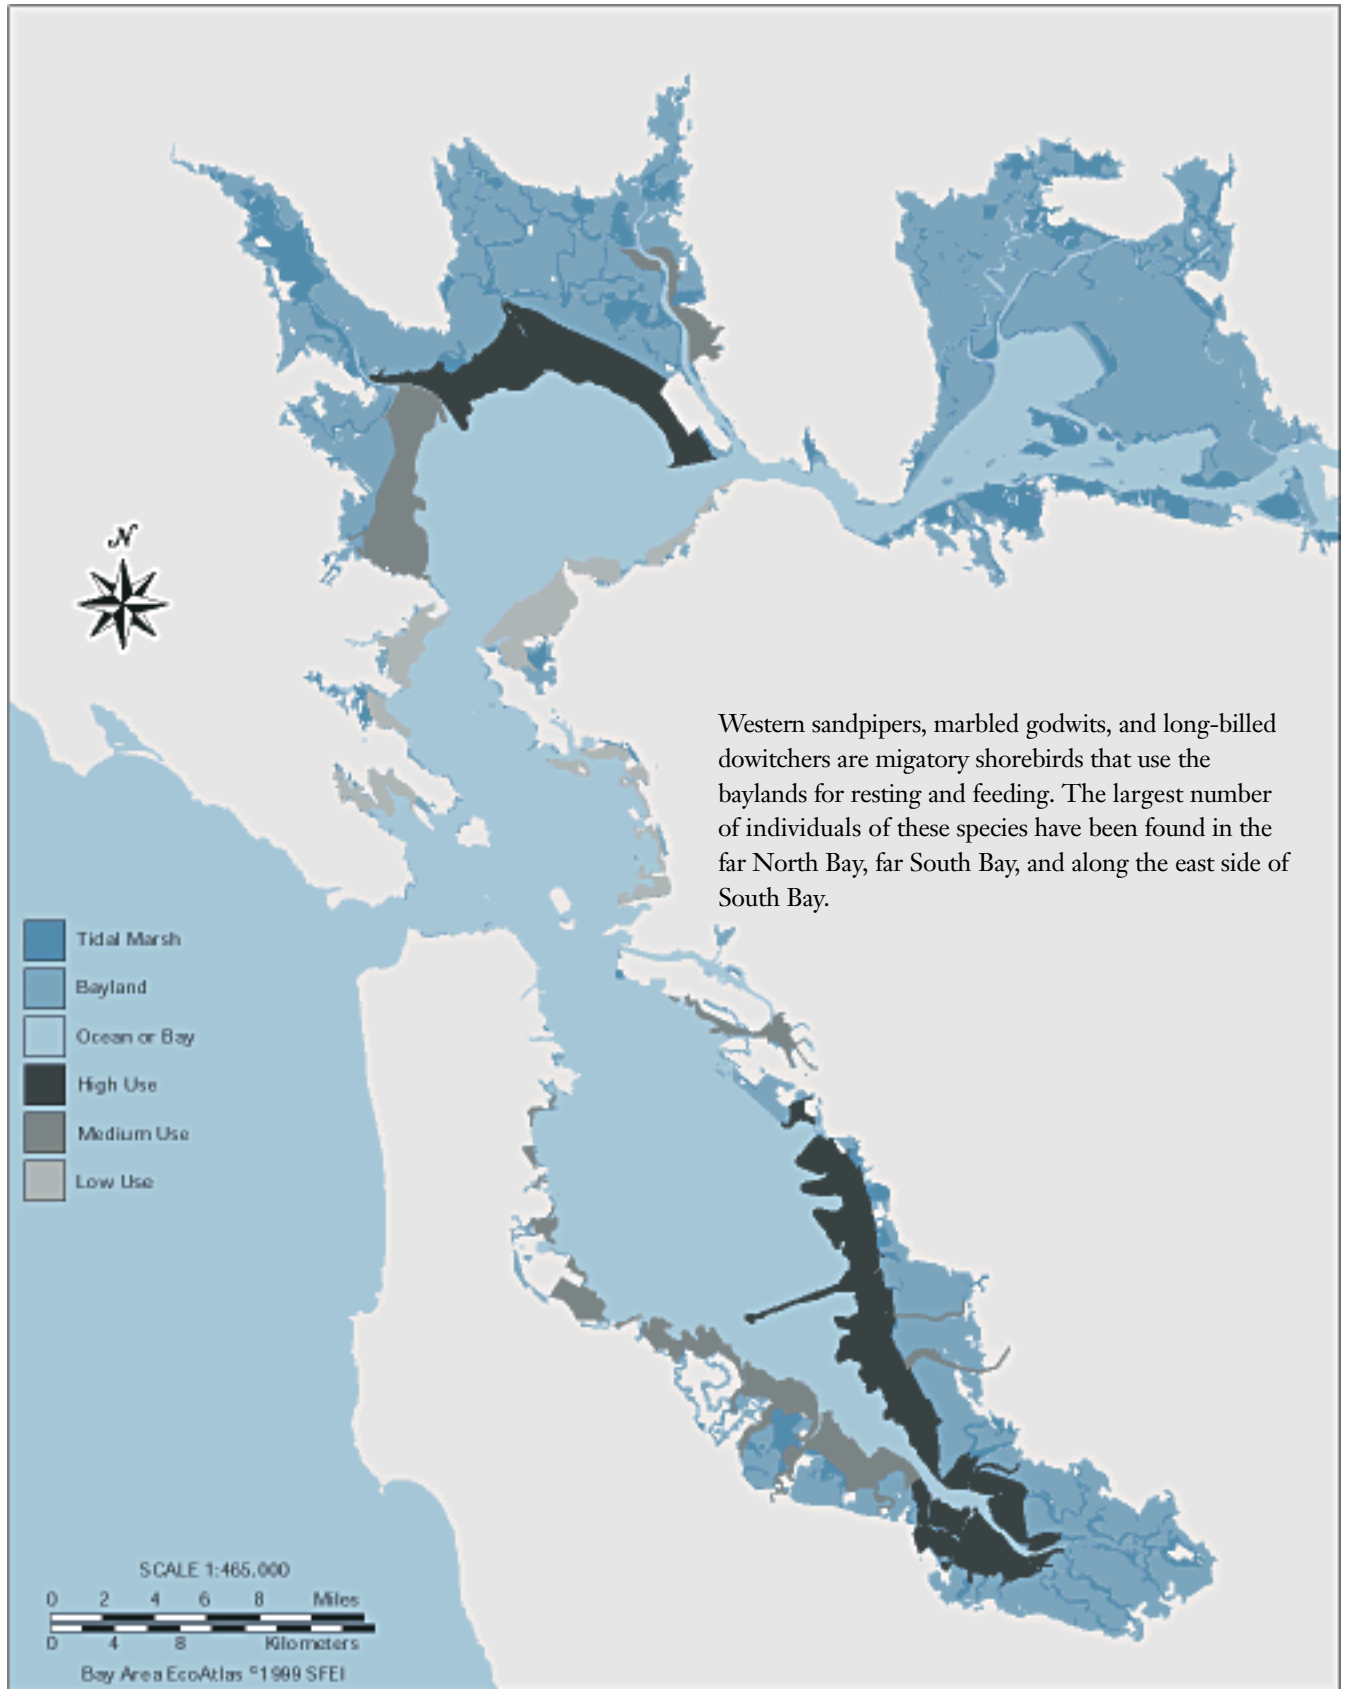 N
Western sandpipers, marbled godwits, and long-billed
dowitchers are migatory shorebirds that use the
baylands for resting and feeding. The largest number
of individuals of these species have been found in the
far North Bay, far South Bay, and along the east side of
South Bay.
Tidal Marsh
Bayland
Ocean or Bay
High Use
Medium Use
Low Use
SCALE 1:465,000
0 2 4 6 8 Miles
0 4 8 Kilometers
Bay Area EcoAtlas ©1999 SFEI